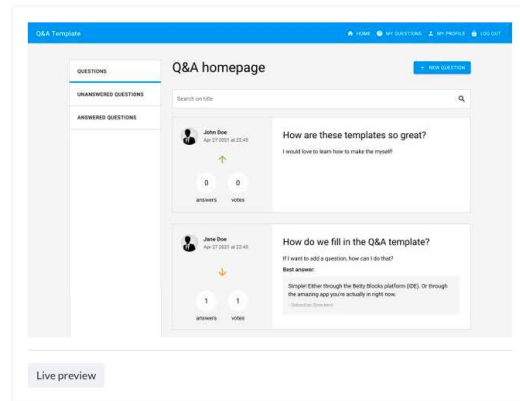 Q&A Template
HOME MY QUESTIONS MY PROFILE LOG OUT
QUESTIONS
UNANSWERED QUESTIONS
ANSWERED QUESTIONS
Q&A homepage
+ NEW QUESTION
Search on title
John Doe
Apr 27 2021 at 22:45
0 0
answers votes
How are these templates so great?
I would love to learn how to make the myself!
Jane Doe
Apr 27 2021 at 22:45
1 1
answers votes
How do we fill in the Q&A template?
If I want to add a question, how can I do that?
Best answer:
Simple! Either through the Betty Blocks platform (IDE). Or through
the amazing app you're actually in right now.
- Sebastiaan
Live preview